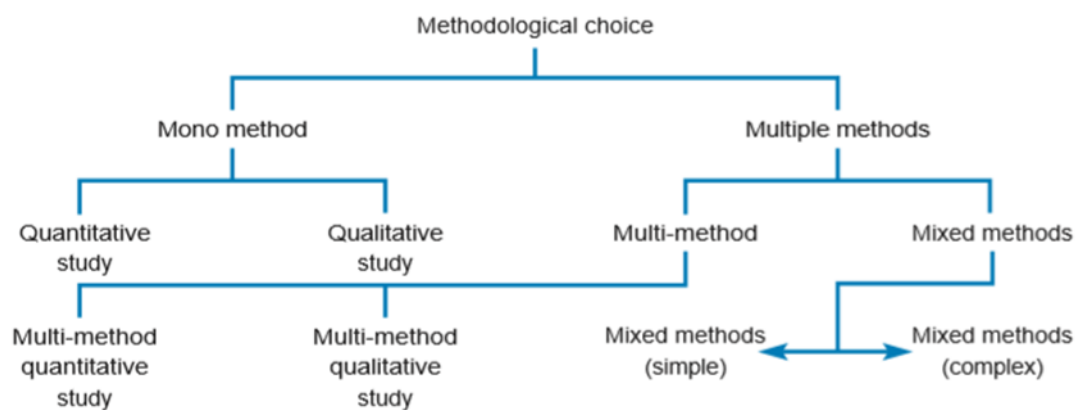 Methodological choice
Mono method
Multiple methods
Quantitative
study
Qualitative
study
Multi-method
Mixed methods
Multi-method
quantitative
study
Multi-method
qualitative
study
Mixed methods
(simple)
Mixed methods
(complex)